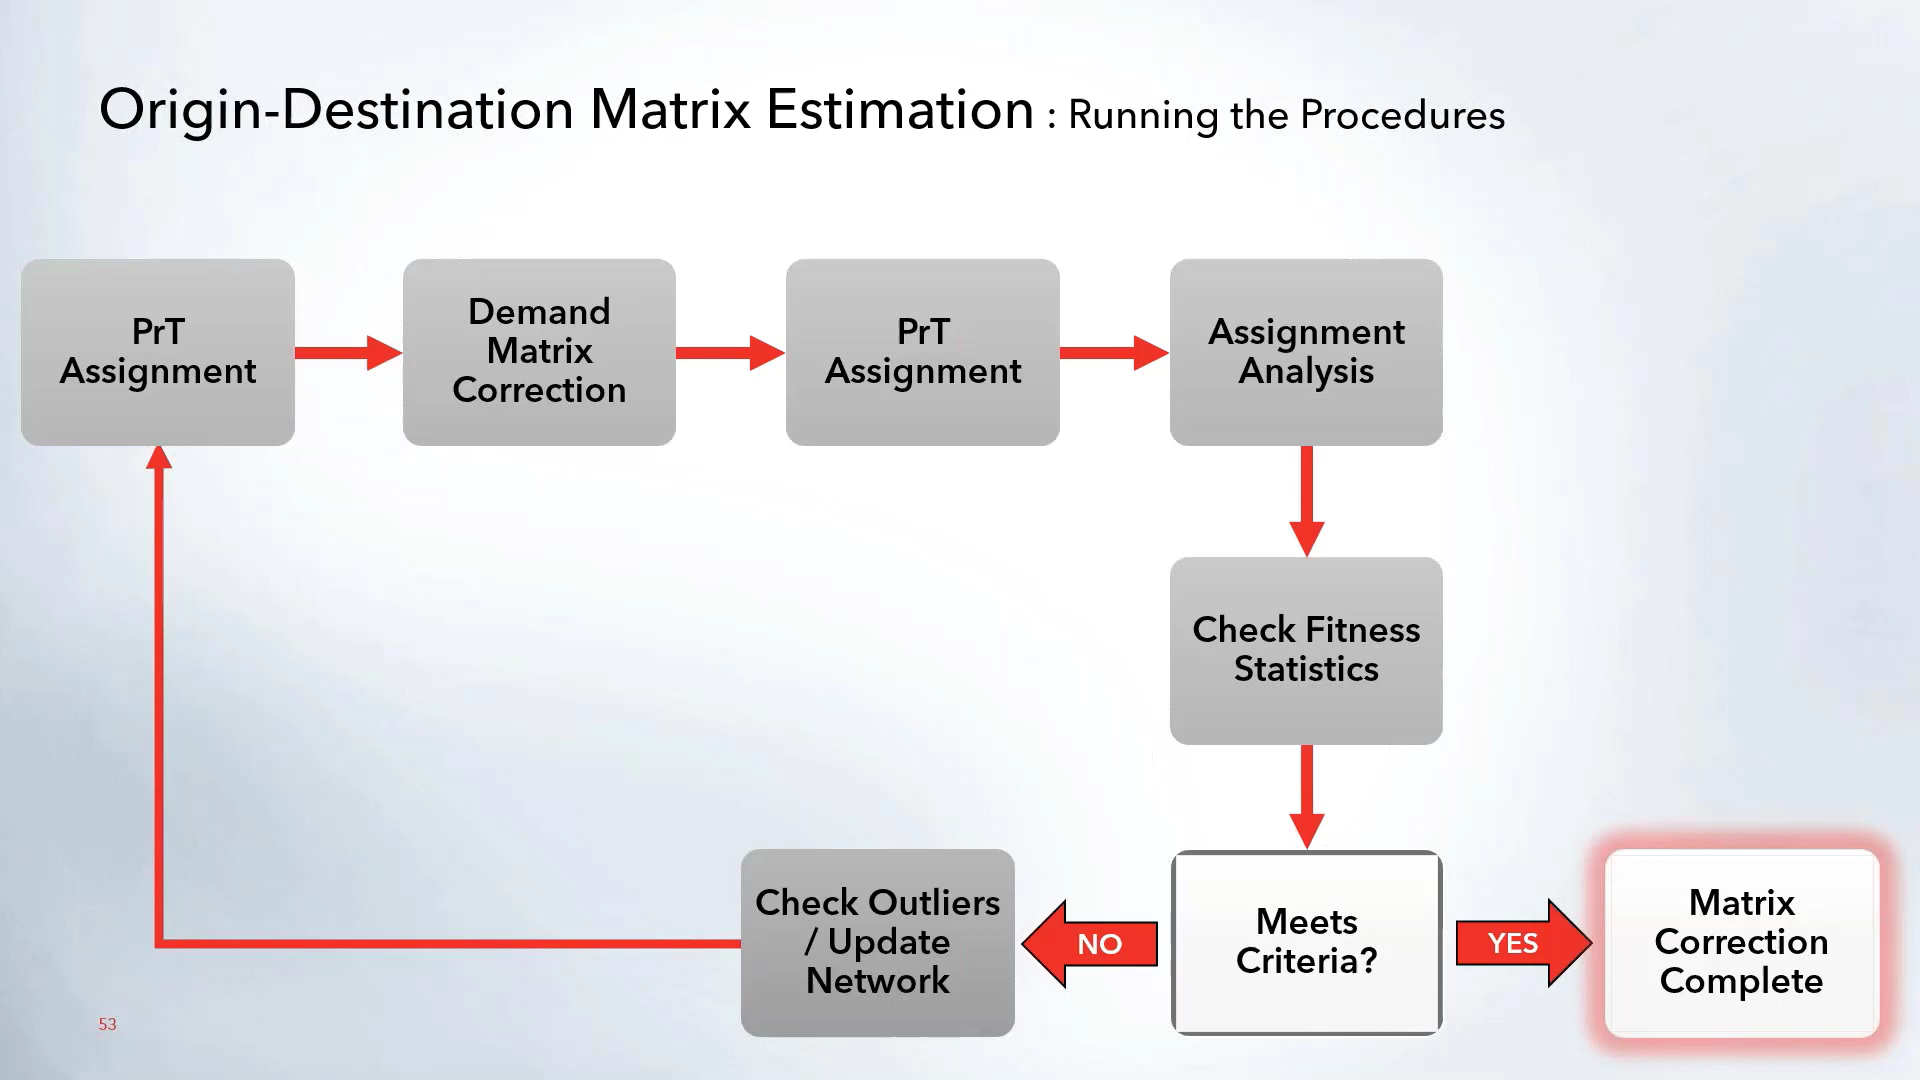 Origin-Destination Matrix Estimation : Running the Procedures
PrT
Assignment
Demand
Matrix
Correction
PrT
Assignment
Assignment
Analysis
Check Fitness
Statistics
Meets
Criteria?
NO
YES
Check Outliers
/ Update
Network
Matrix
Correction
Complete
53